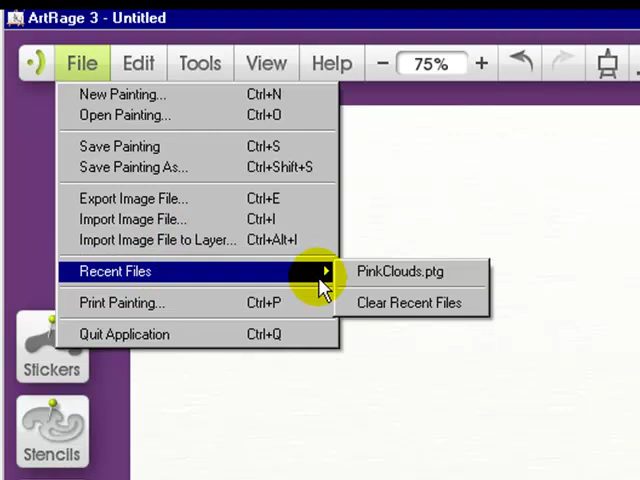 ArtRage 3 - Untitled
File Edit Tools View Help − 75% +
New Painting... Ctrl+N
Open Painting... Ctrl+O
Save Painting Ctrl+S
Save Painting As... Ctrl+Shift+S
Export Image File... Ctrl+E
Import Image File... Ctrl+I
Import Image File to Layer... Ctrl+Alt+I
Recent Files PinkClouds.ptg
Print Painting... Ctrl+P Clear Recent Files
Quit Application Ctrl+Q
Stickers
Stencils